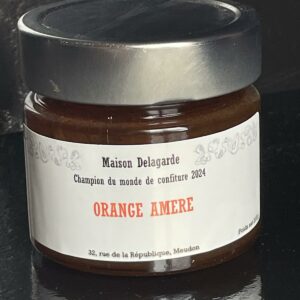 Maison Delagarde
Champion du monde de confiture 2024
ORANGE AMERE
32, rue de la République, Meudon